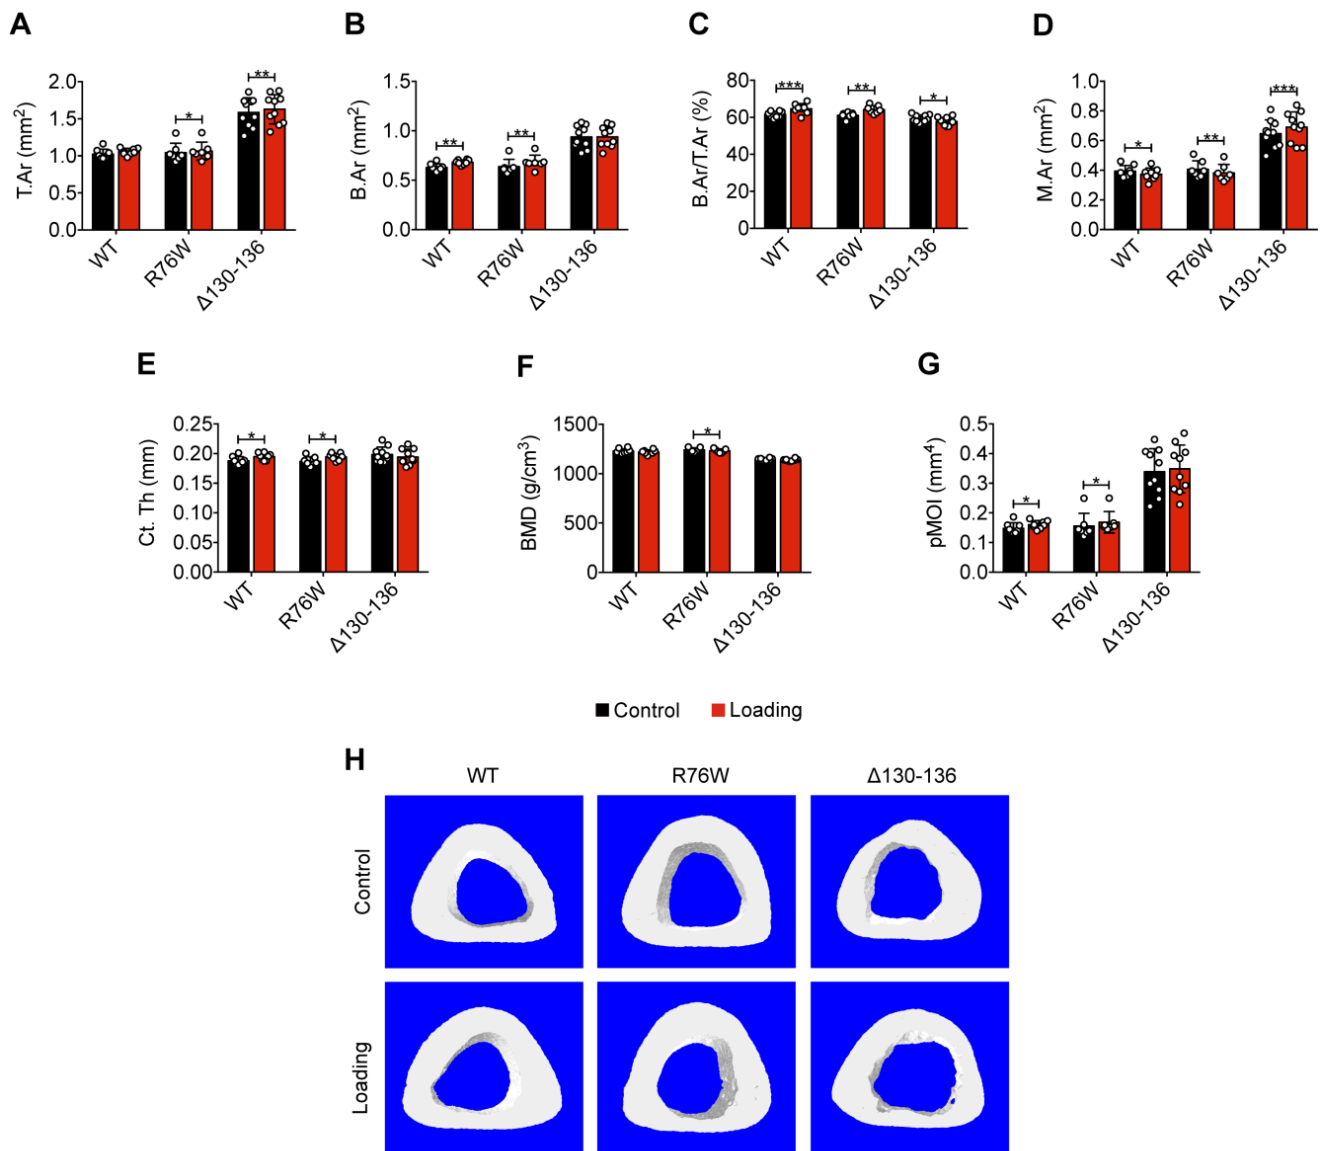 A
B
C
D
T.Ar (mm2)
2.0
1.5
1.0
0.5
0.0
*
**
WT
R76W
Δ130-136
B.Ar (mm2)
1.5
1.0
0.5
0.0
**
**
WT
R76W
Δ130-136
B.Ar/T.Ar (%)
80
60
40
20
0
***
**
*
WT
R76W
Δ130-136
M.Ar (mm2)
1.0
0.8
0.6
0.4
0.2
0.0
*
**
***
WT
R76W
Δ130-136
E
F
G
Ct. Th (mm)
0.25
0.20
0.15
0.10
0.05
0.00
*
*
WT
R76W
Δ130-136
BMD (g/cm3)
1500
1000
500
0
*
WT
R76W
Δ130-136
pMOI (mm4)
0.5
0.4
0.3
0.2
0.1
0.0
*
*
WT
R76W
Δ130-136
Control Loading
H
WT R76W Δ130-136
Control
Loading